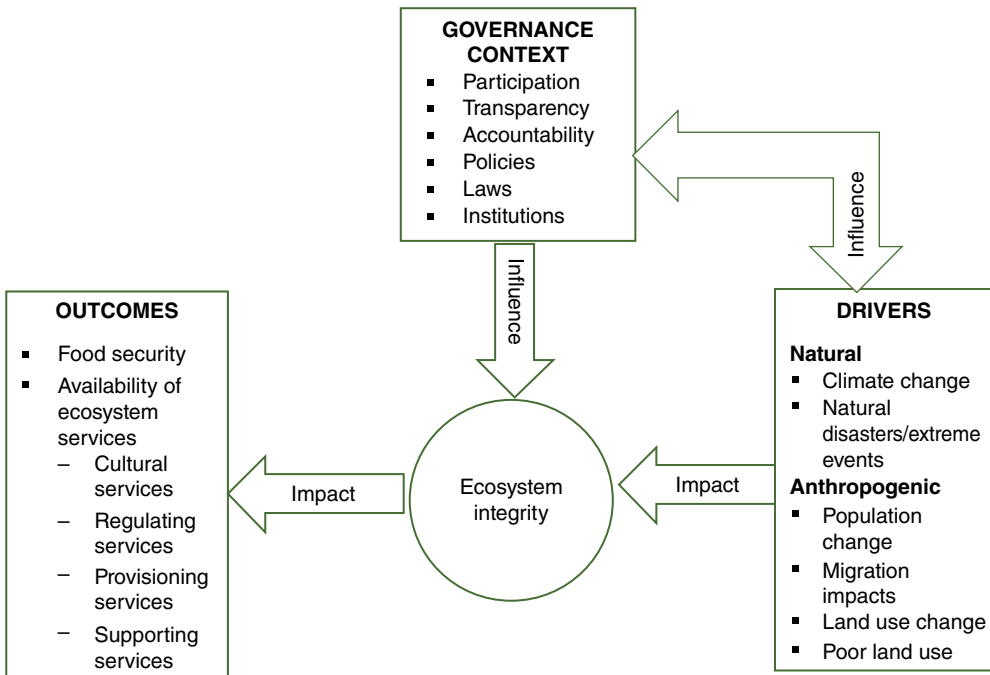 GOVERNANCE
CONTEXT
▪ Participation
▪ Transparency
▪ Accountability
▪ Policies
▪ Laws
▪ Institutions
Influence
Influence
OUTCOMES
▪ Food security
▪ Availability of
ecosystem
services
– Cultural
services
– Regulating
services
– Provisioning
services
– Supporting
services
Impact
Ecosystem
integrity
Impact
DRIVERS
Natural
▪ Climate change
▪ Natural
disasters/extreme
events
Anthropogenic
▪ Population
change
▪ Migration
impacts
▪ Land use change
▪ Poor land use